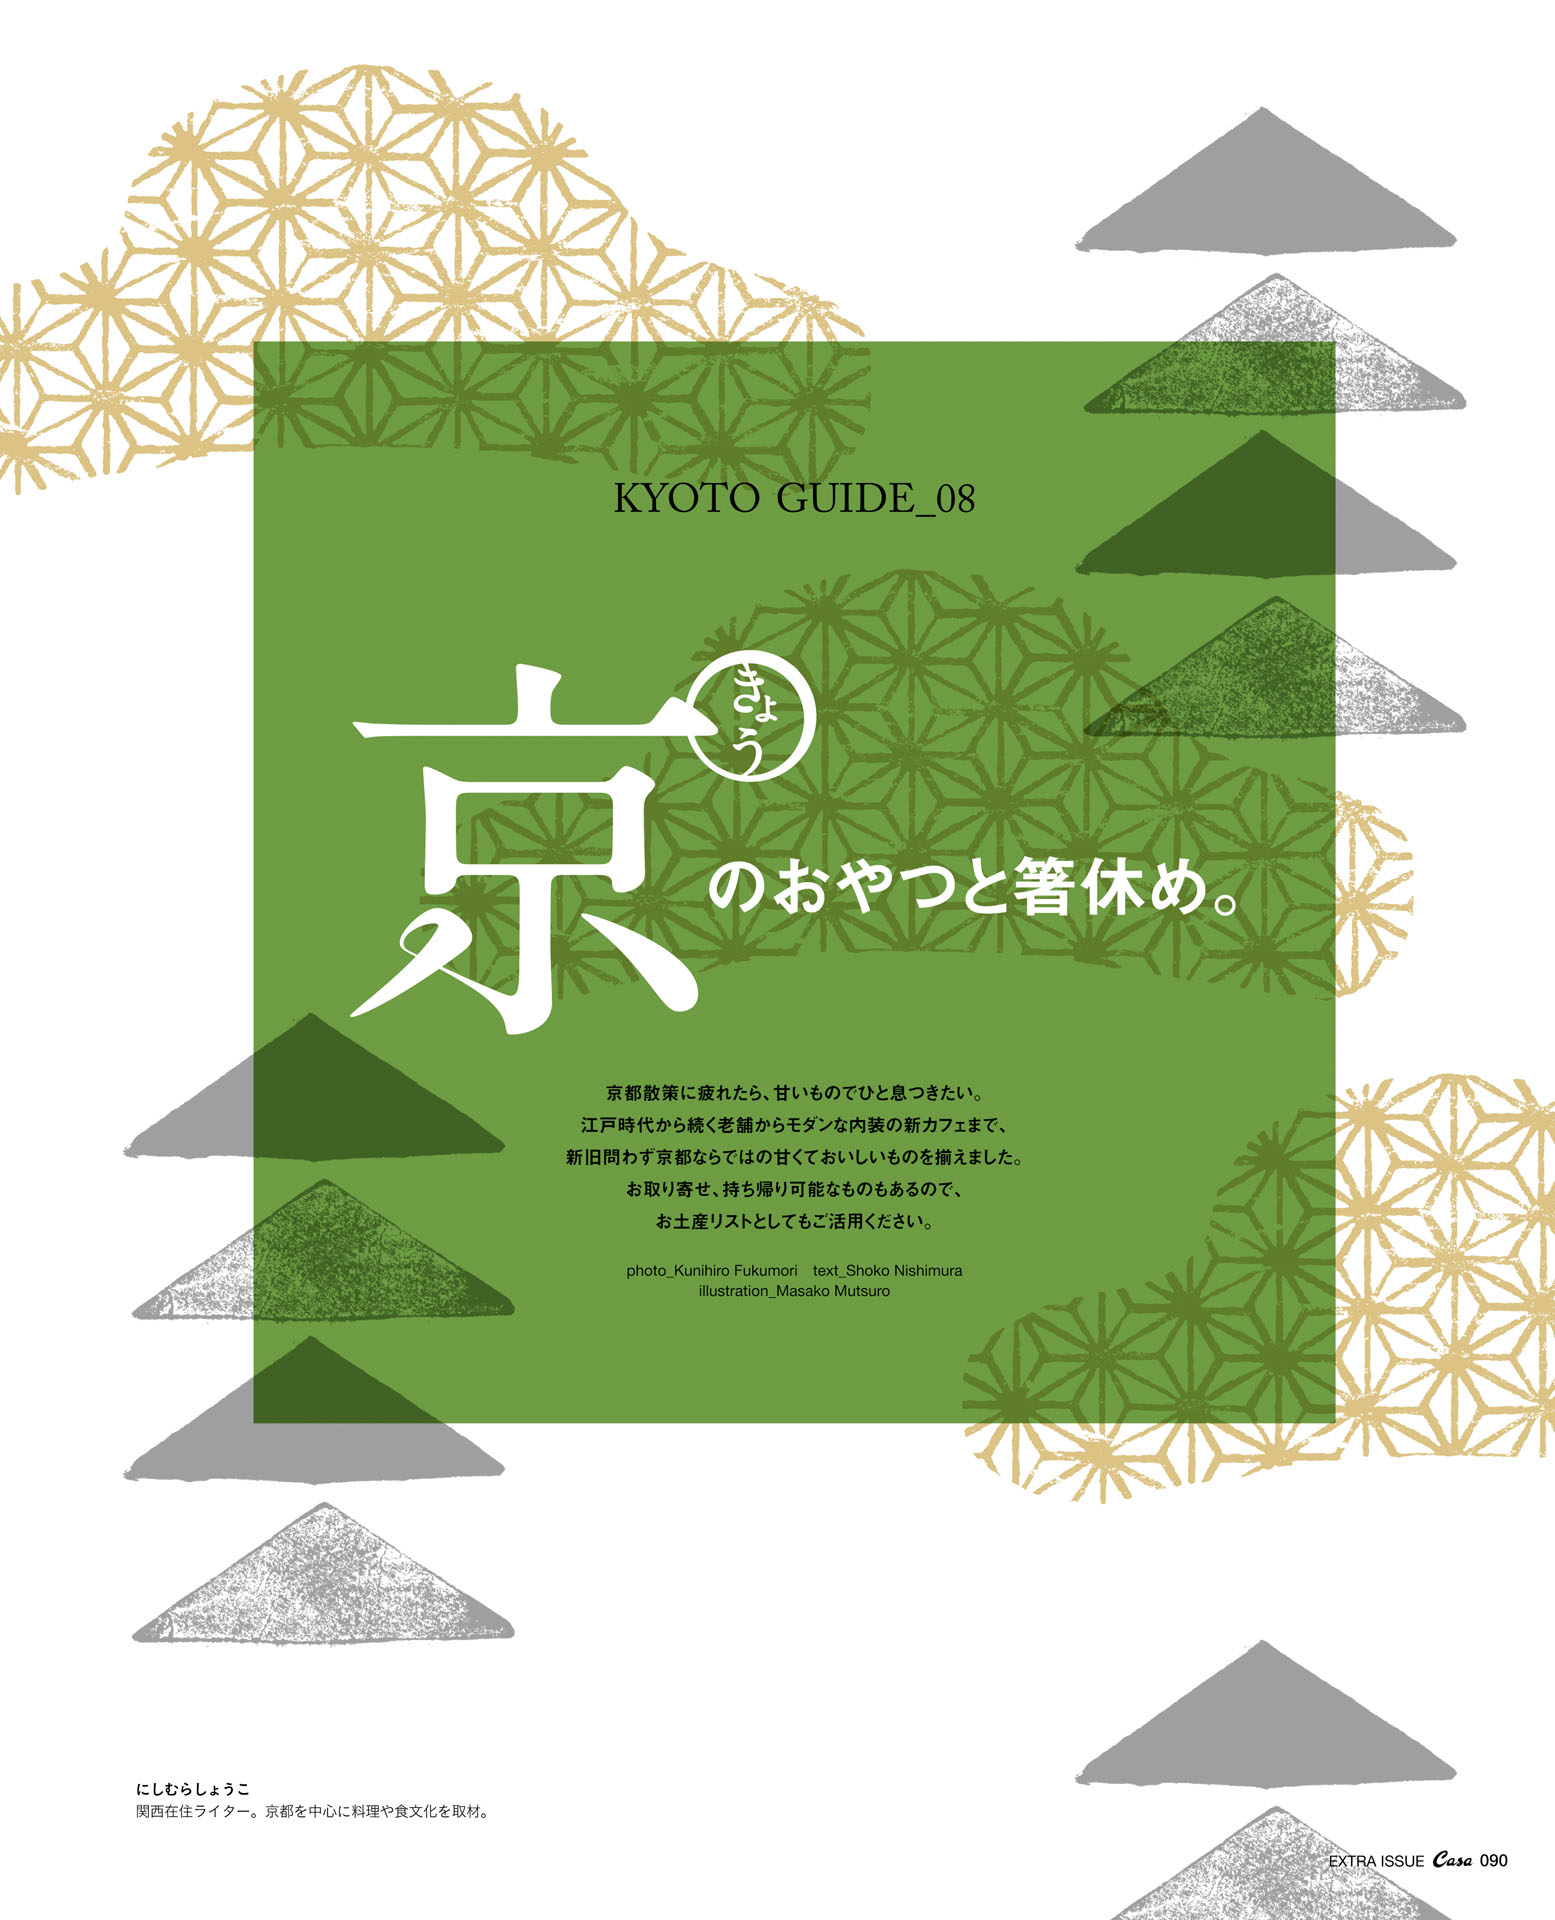 KYOTO GUIDE_08
きょう
京のおやつと箸休め。
京都散策に疲れたら、甘いものでひと息つきたい。
江戸時代から続く老舗からモダンな内装の新カフェまで、
新旧問わず京都ならではの甘くておいしいものを揃えました。
お取り寄せ、持ち帰り可能なものもあるので、
お土産リストとしてもご活用ください。
photo_Kunihiro Fukumori　text_Shoko Nishimura
illustration_Masako Mutsuro
にしむらしょうこ
関西在住ライター。京都を中心に料理や食文化を取材。
EXTRA ISSUE Casa 090